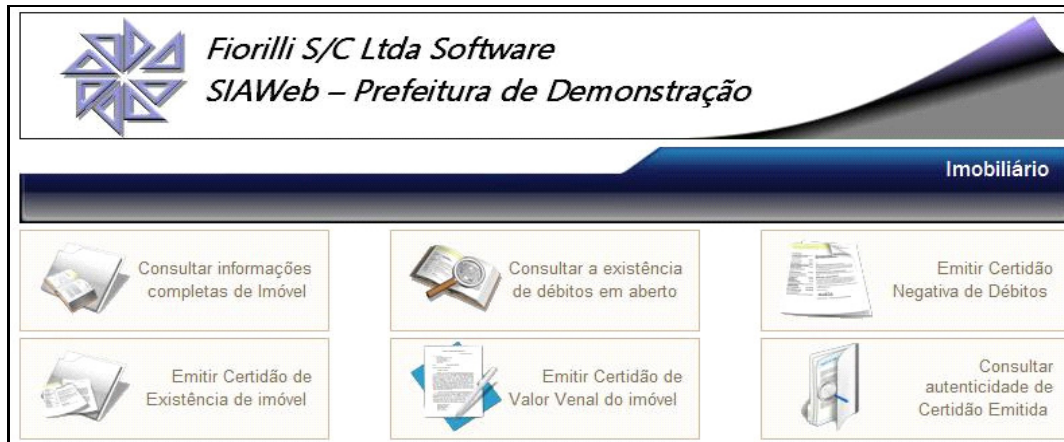 Fiorilli S/C Ltda Software
SIAWeb – Prefeitura de Demonstração
Imobiliário
Consultar informações
completas de Imóvel
Consultar a existência
de débitos em aberto
Emitir Certidão
Negativa de Débitos
Emitir Certidão de
Existência de imóvel
Emitir Certidão de
Valor Venal do imóvel
Consultar
autenticidade de
Certidão Emitida